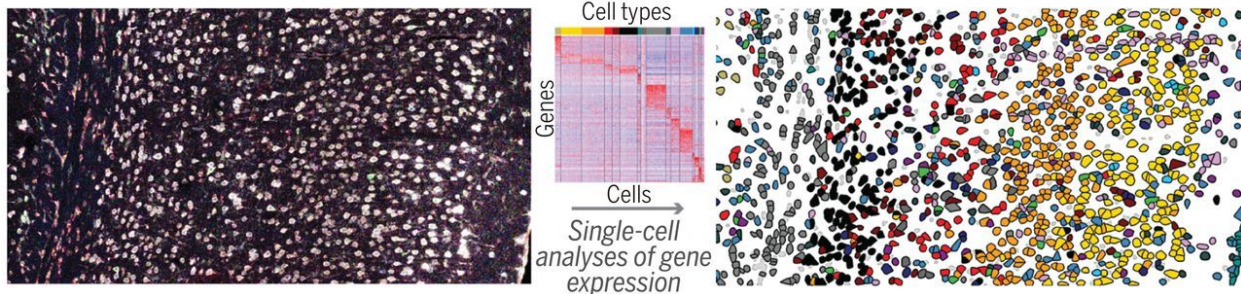 Cell types
Genes
Cells
Single-cell
analyses of gene
expression